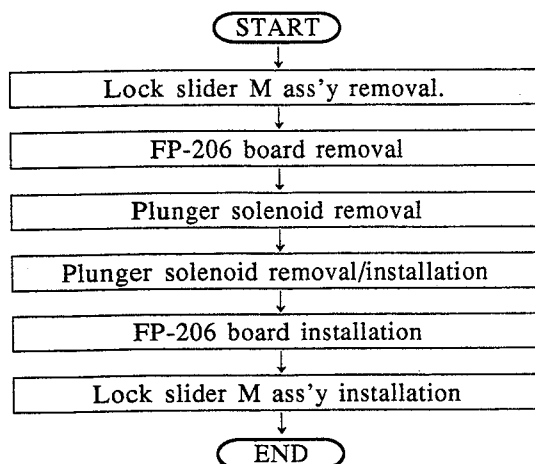 START
Lock slider M ass'y removal.
FP-206 board removal
Plunger solenoid removal
Plunger solenoid removal/installation
FP-206 board installation
Lock slider M ass'y installation
END